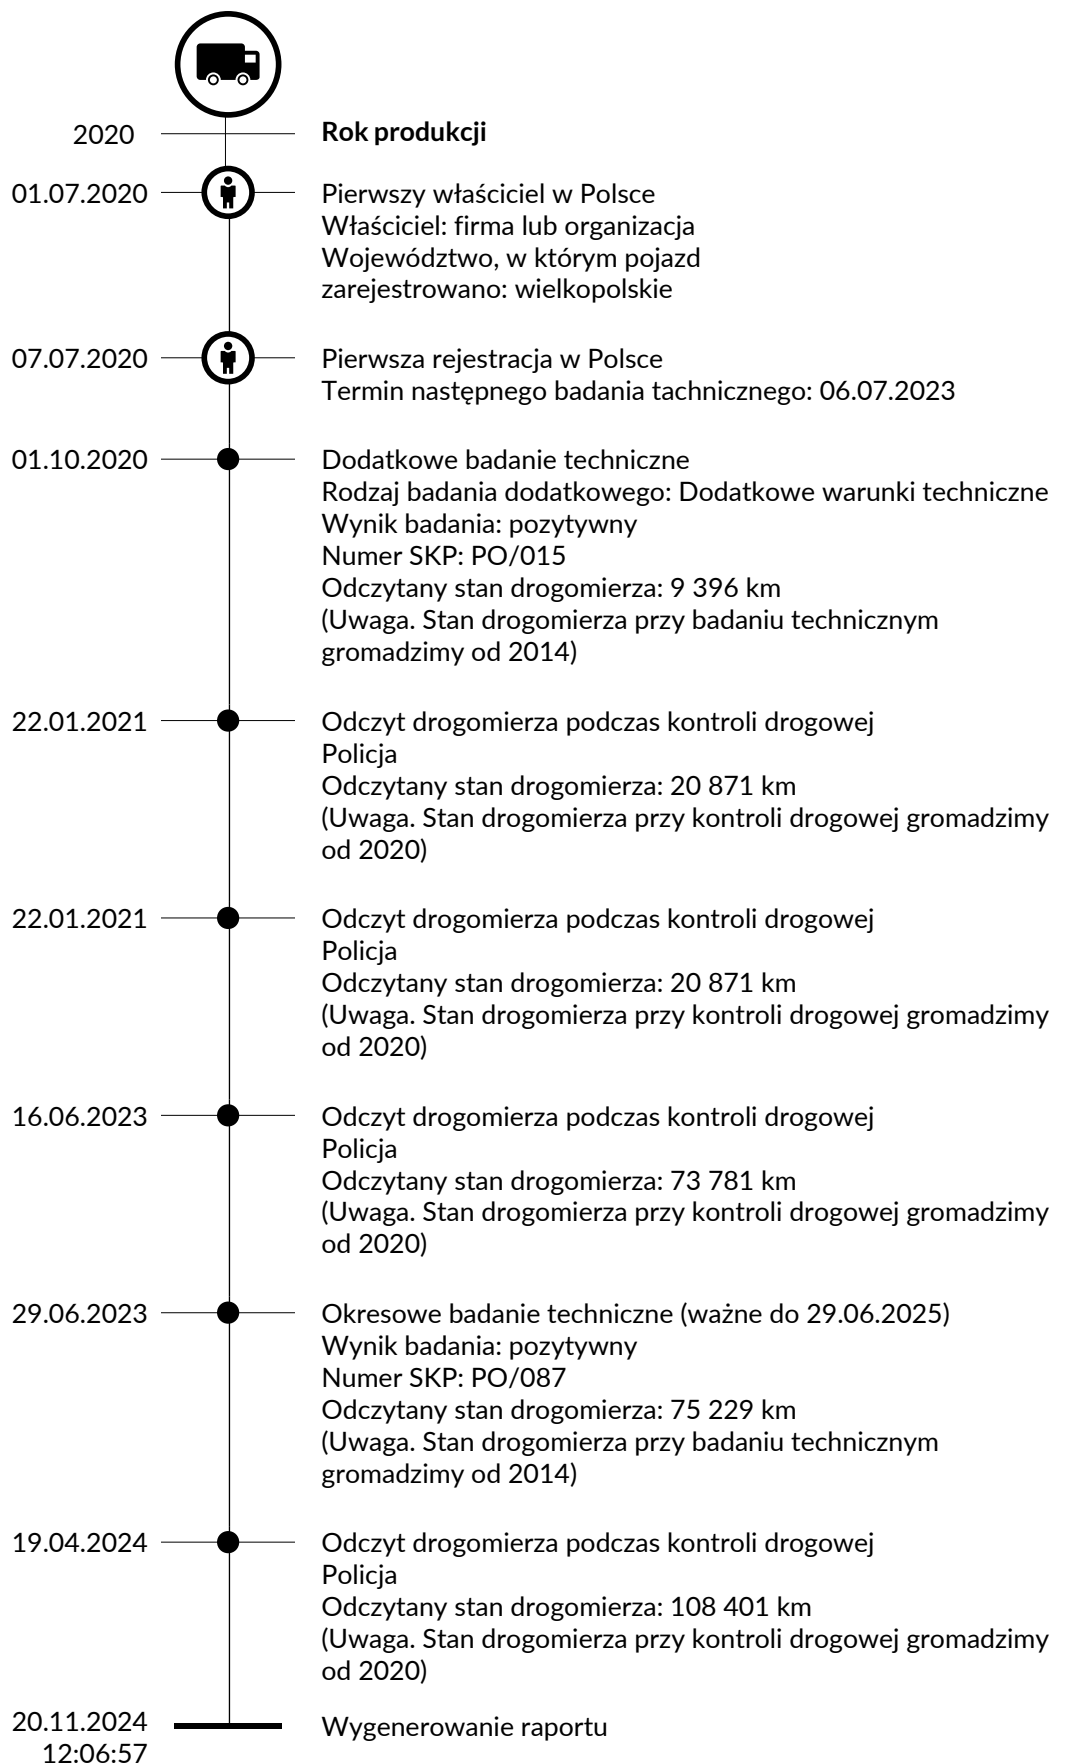 2020 Rok produkcji
01.07.2020 Pierwszy właściciel w Polsce
Właściciel: firma lub organizacja
Województwo, w którym pojazd
zarejestrowano: wielkopolskie
07.07.2020 Pierwsza rejestracja w Polsce
Termin następnego badania tachnicznego: 06.07.2023
01.10.2020 Dodatkowe badanie techniczne
Rodzaj badania dodatkowego: Dodatkowe warunki techniczne
Wynik badania: pozytywny
Numer SKP: PO/015
Odczytany stan drogomierza: 9 396 km
(Uwaga. Stan drogomierza przy badaniu technicznym
gromadzimy od 2014)
22.01.2021 Odczyt drogomierza podczas kontroli drogowej
Policja
Odczytany stan drogomierza: 20 871 km
(Uwaga. Stan drogomierza przy kontroli drogowej gromadzimy
od 2020)
22.01.2021 Odczyt drogomierza podczas kontroli drogowej
Policja
Odczytany stan drogomierza: 20 871 km
(Uwaga. Stan drogomierza przy kontroli drogowej gromadzimy
od 2020)
16.06.2023 Odczyt drogomierza podczas kontroli drogowej
Policja
Odczytany stan drogomierza: 73 781 km
(Uwaga. Stan drogomierza przy kontroli drogowej gromadzimy
od 2020)
29.06.2023 Okresowe badanie techniczne (ważne do 29.06.2025)
Wynik badania: pozytywny
Numer SKP: PO/087
Odczytany stan drogomierza: 75 229 km
(Uwaga. Stan drogomierza przy badaniu technicznym
gromadzimy od 2014)
19.04.2024 Odczyt drogomierza podczas kontroli drogowej
Policja
Odczytany stan drogomierza: 108 401 km
(Uwaga. Stan drogomierza przy kontroli drogowej gromadzimy
od 2020)
20.11.2024 Wygenerowanie raportu
12:06:57